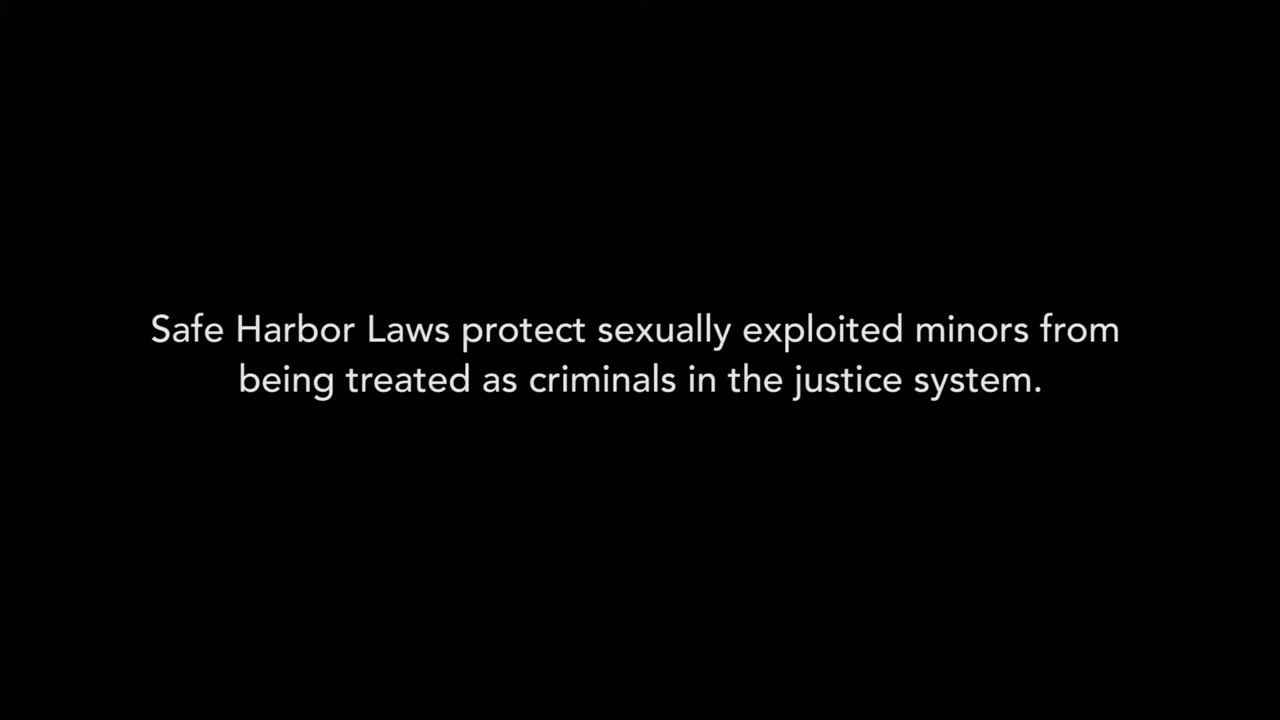 Safe Harbor Laws protect sexually exploited minors from
being treated as criminals in the justice system.